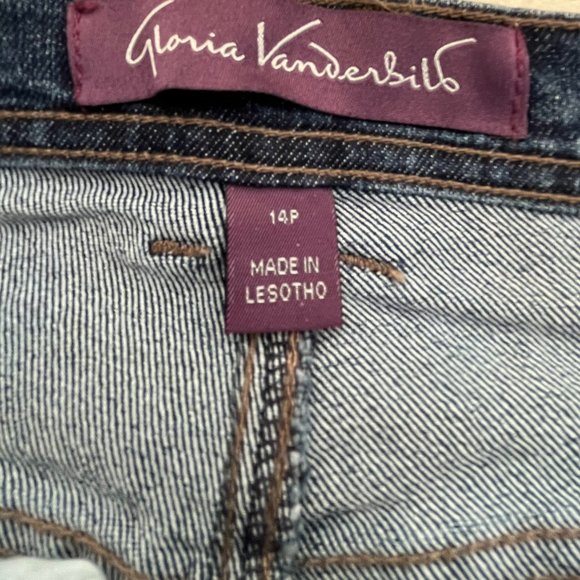 Gloria Vanderbilt
14P
MADE IN
LESOTHO